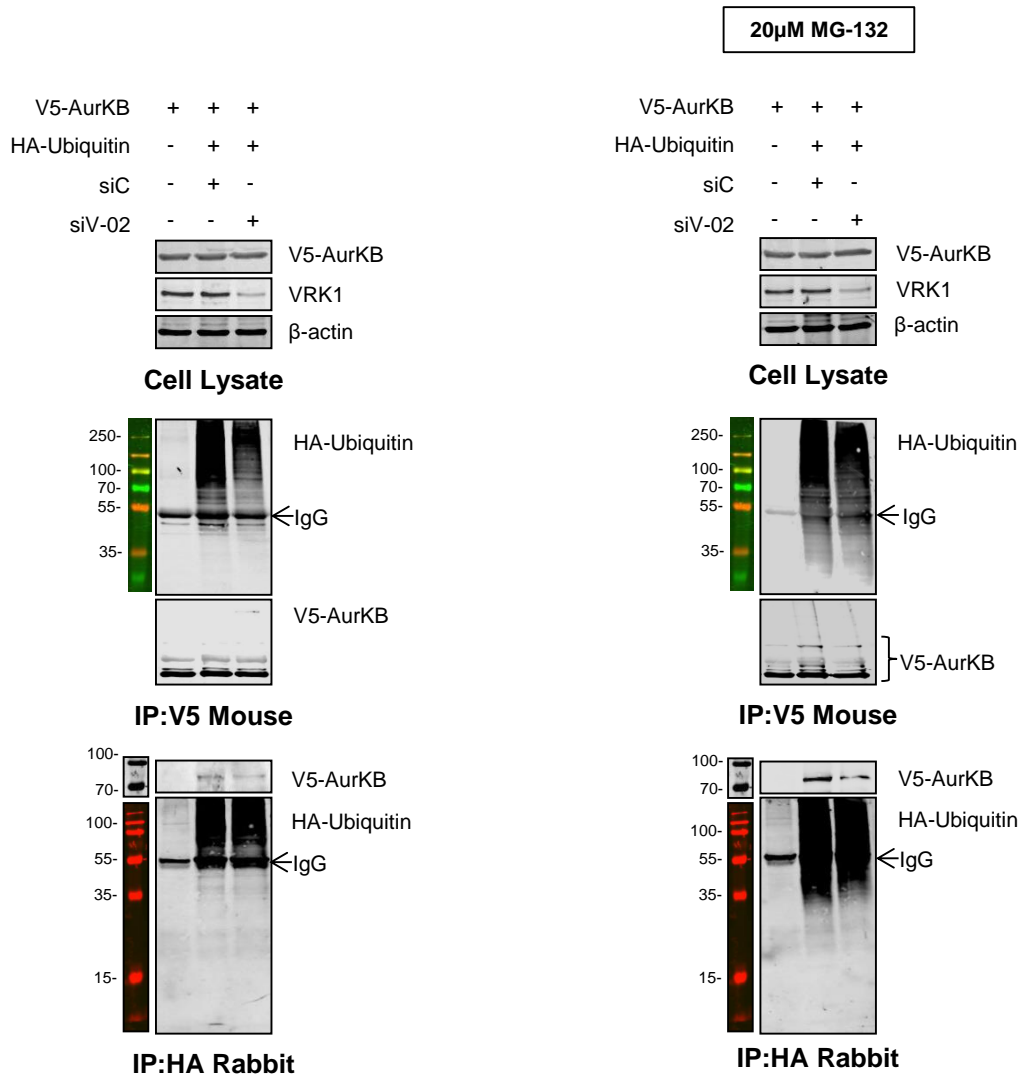 20µM MG-132
V5-AurKB + + +
HA-Ubiquitin - + +
siC - + -
siV-02 - - +
V5-AurKB
VRK1
β-actin
Cell Lysate
250-
100-
70-
55-
35-
HA-Ubiquitin
IgG
V5-AurKB
IP:V5 Mouse
100-
70-
V5-AurKB
100-
55-
35-
15-
HA-Ubiquitin
IgG
IP:HA Rabbit
V5-AurKB + + +
HA-Ubiquitin - + +
siC - + -
siV-02 - - +
V5-AurKB
VRK1
β-actin
Cell Lysate
250-
100-
70-
55-
35-
HA-Ubiquitin
IgG
V5-AurKB
IP:V5 Mouse
100-
70-
V5-AurKB
100-
55-
35-
15-
HA-Ubiquitin
IgG
IP:HA Rabbit